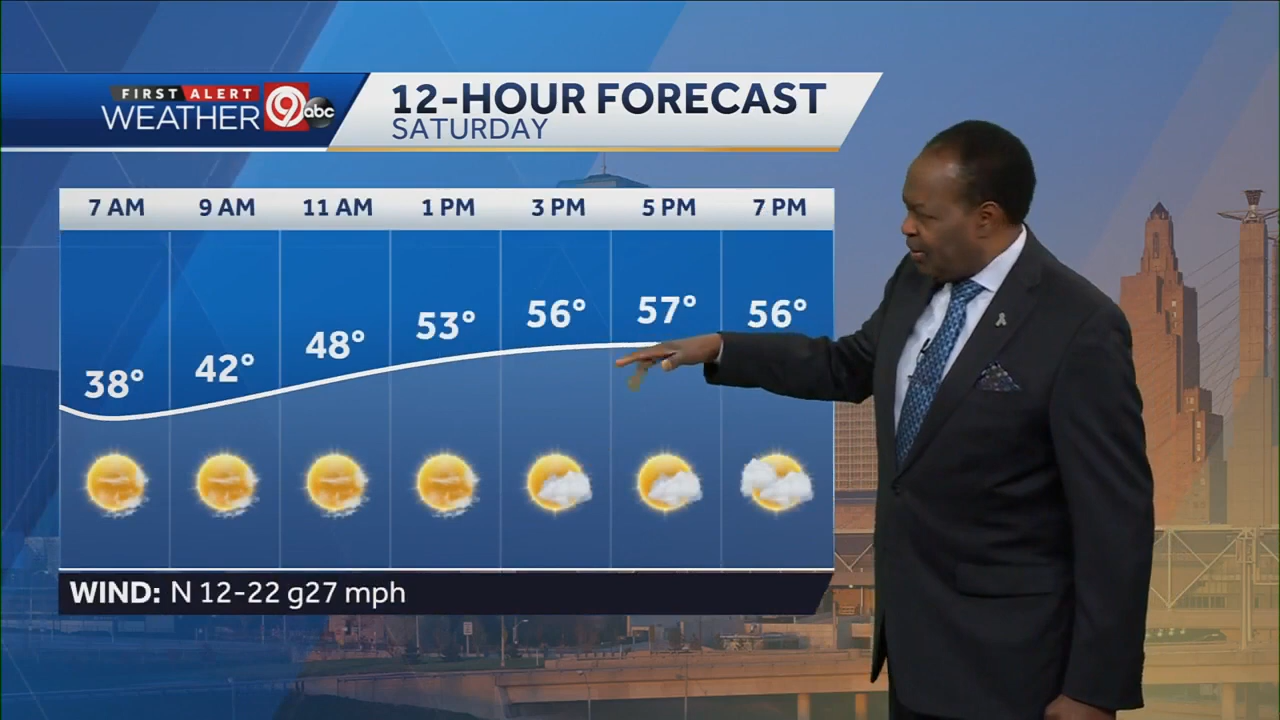 FIRST ALERT
WEATHER 9 abc
12-HOUR FORECAST
SATURDAY
7 AM 9 AM 11 AM 1 PM 3 PM 5 PM 7 PM
38° 42° 48° 53° 56° 57° 56°
WIND: N 12-22 g27 mph